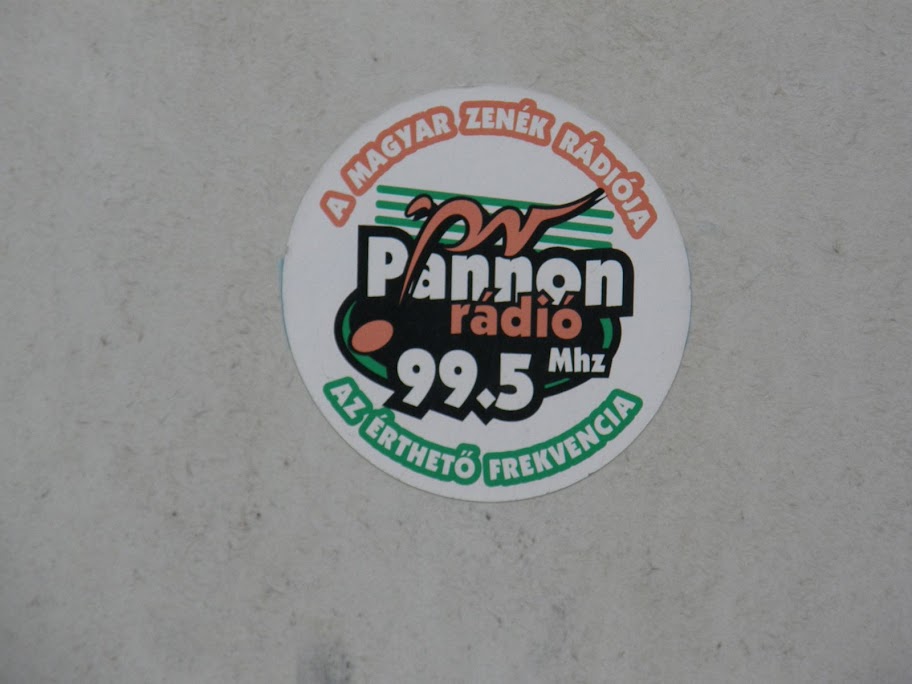 A MAGYAR ZENÉK RÁDIÓJA
Pannon
rádió
99.5 Mhz
AZ ÉRTHETŐ FREKVENCIA